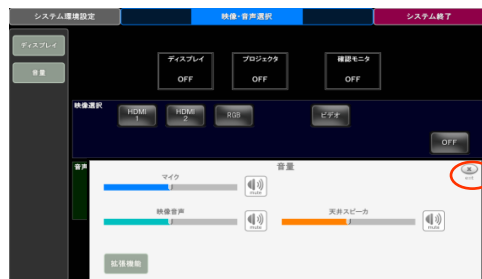 システム環境設定 映像・音声選択 システム終了
ディスプレイ
音量
ディスプレイ プロジェクタ 確認モニタ
OFF OFF OFF
映像選択
HDMI 1 HDMI 2 RGB ビデオ
OFF
音声
音量
exit
マイク
mute
映像音声 天井スピーカ
mute mute
拡張機能